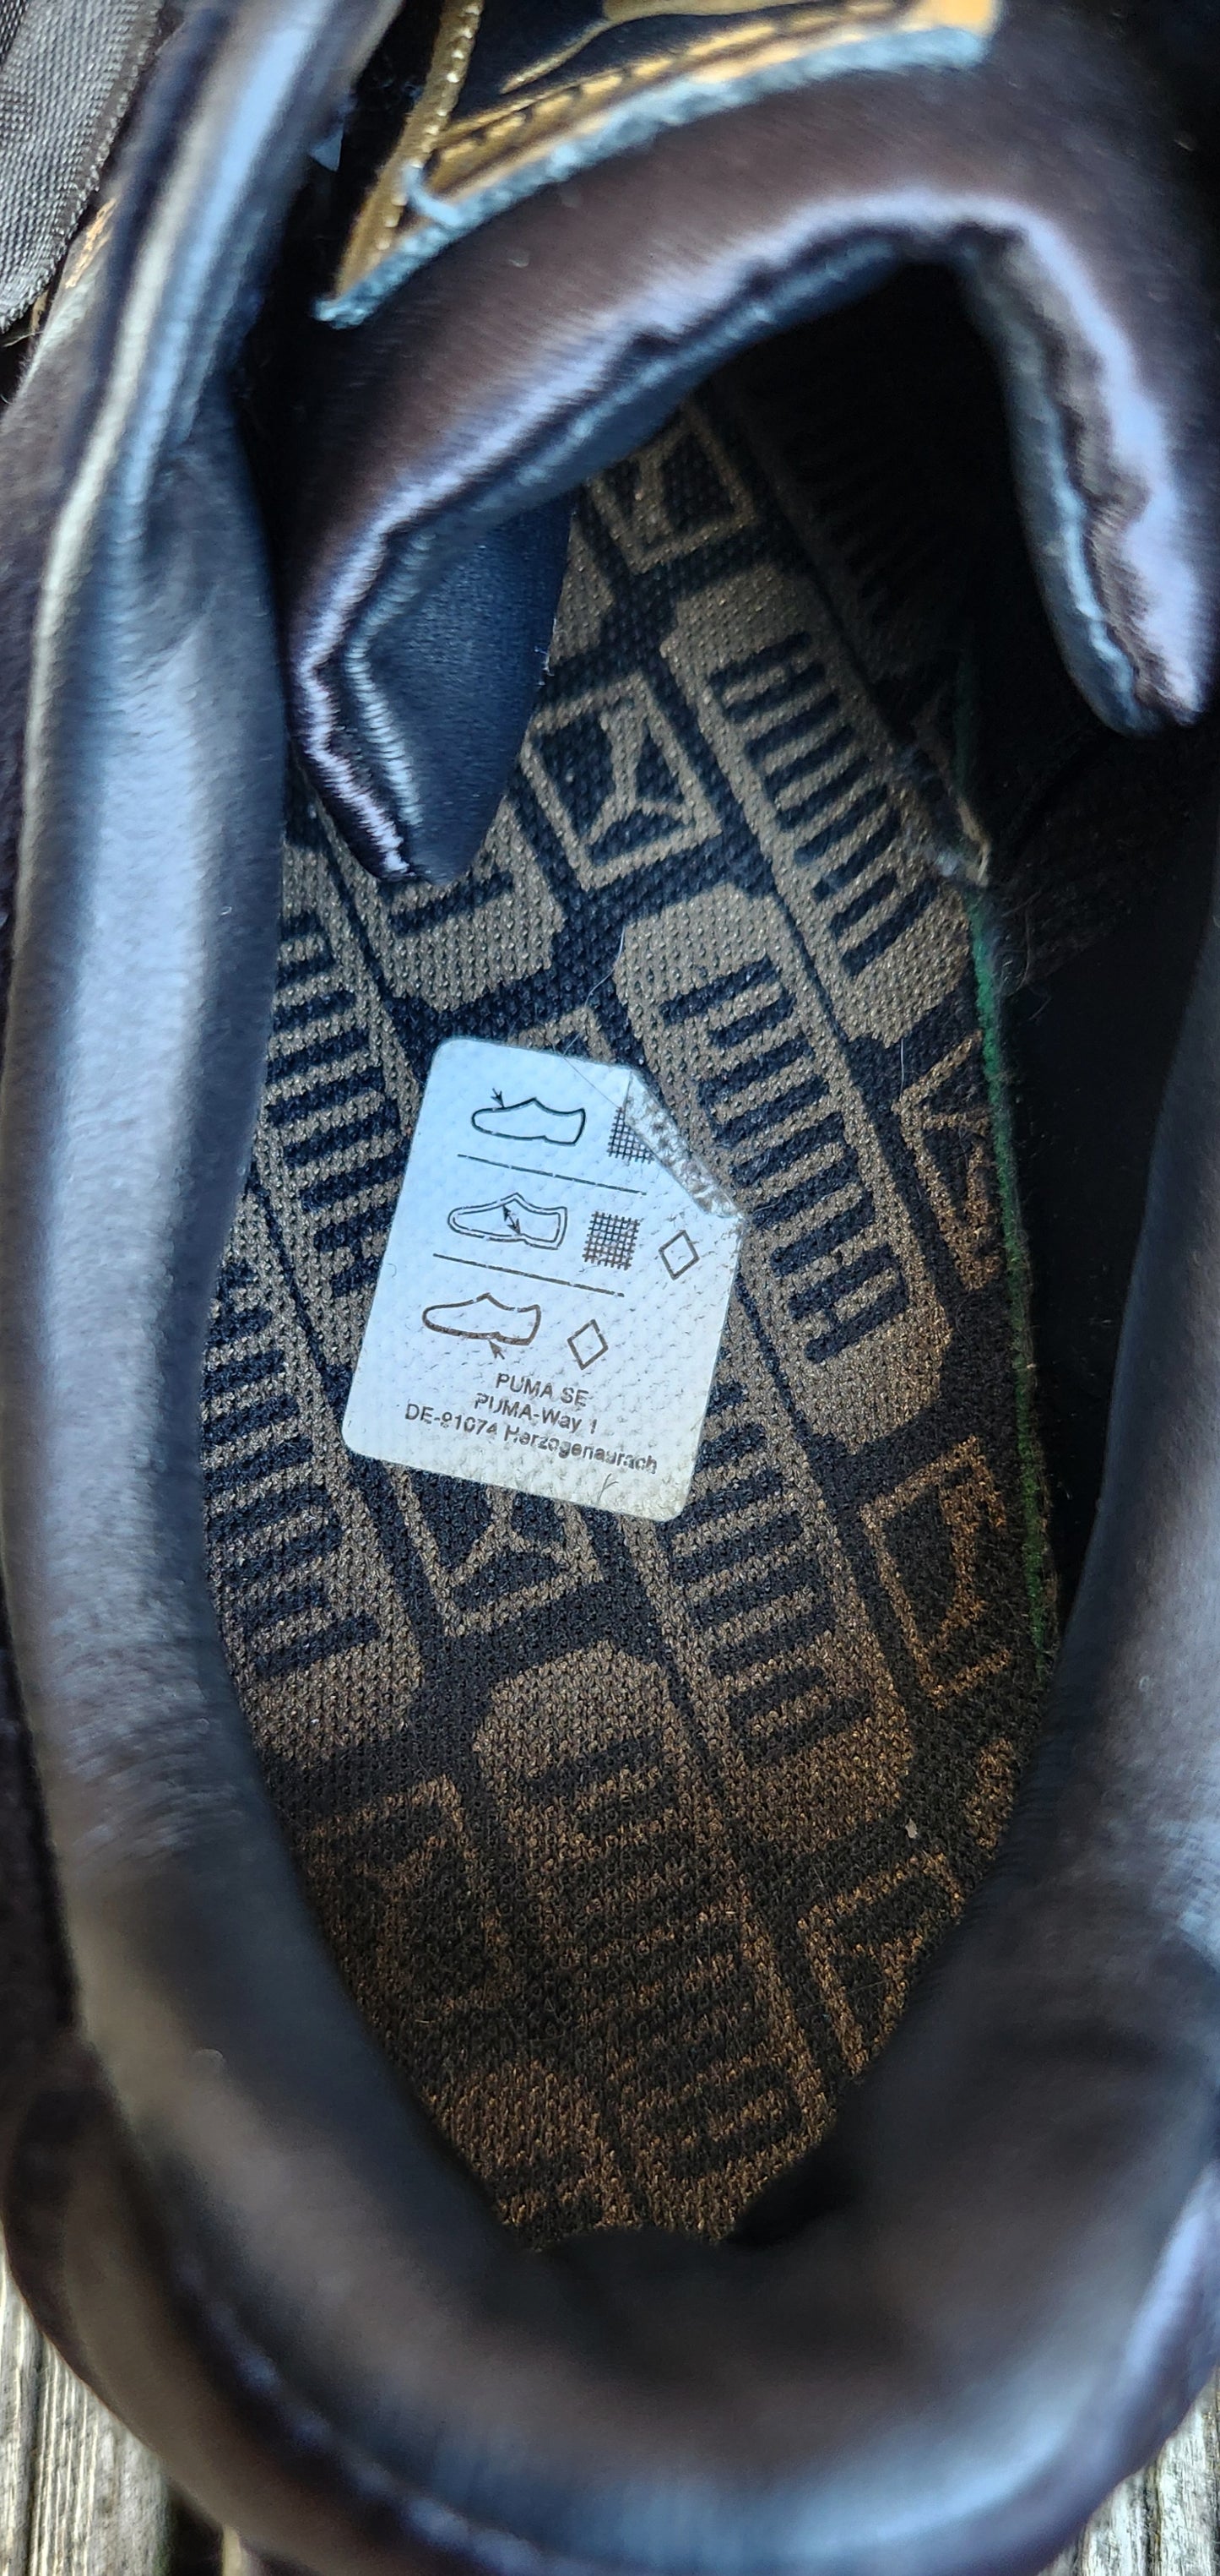 PUMA SE
PUMA-Way 1
DE-91074 Herzogenaurach